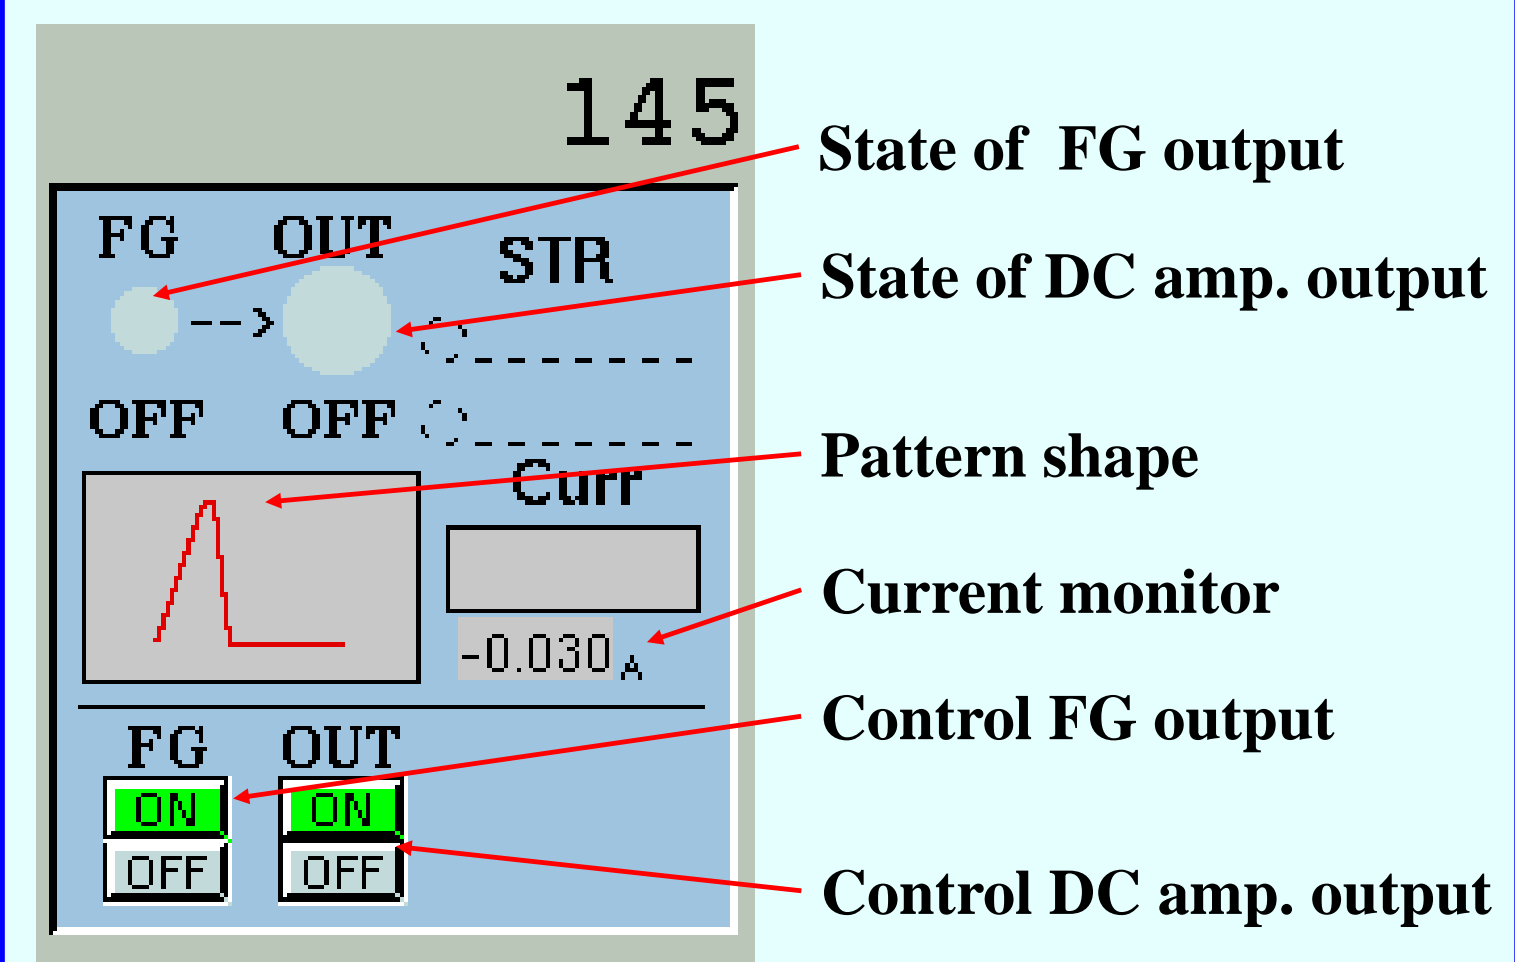 145
State of FG output
FG OUT STR
State of DC amp. output
-->
OFF OFF
Pattern shape
Curr
Current monitor
-0.030 A
Control FG output
FG OUT
ON ON
OFF OFF
Control DC amp. output